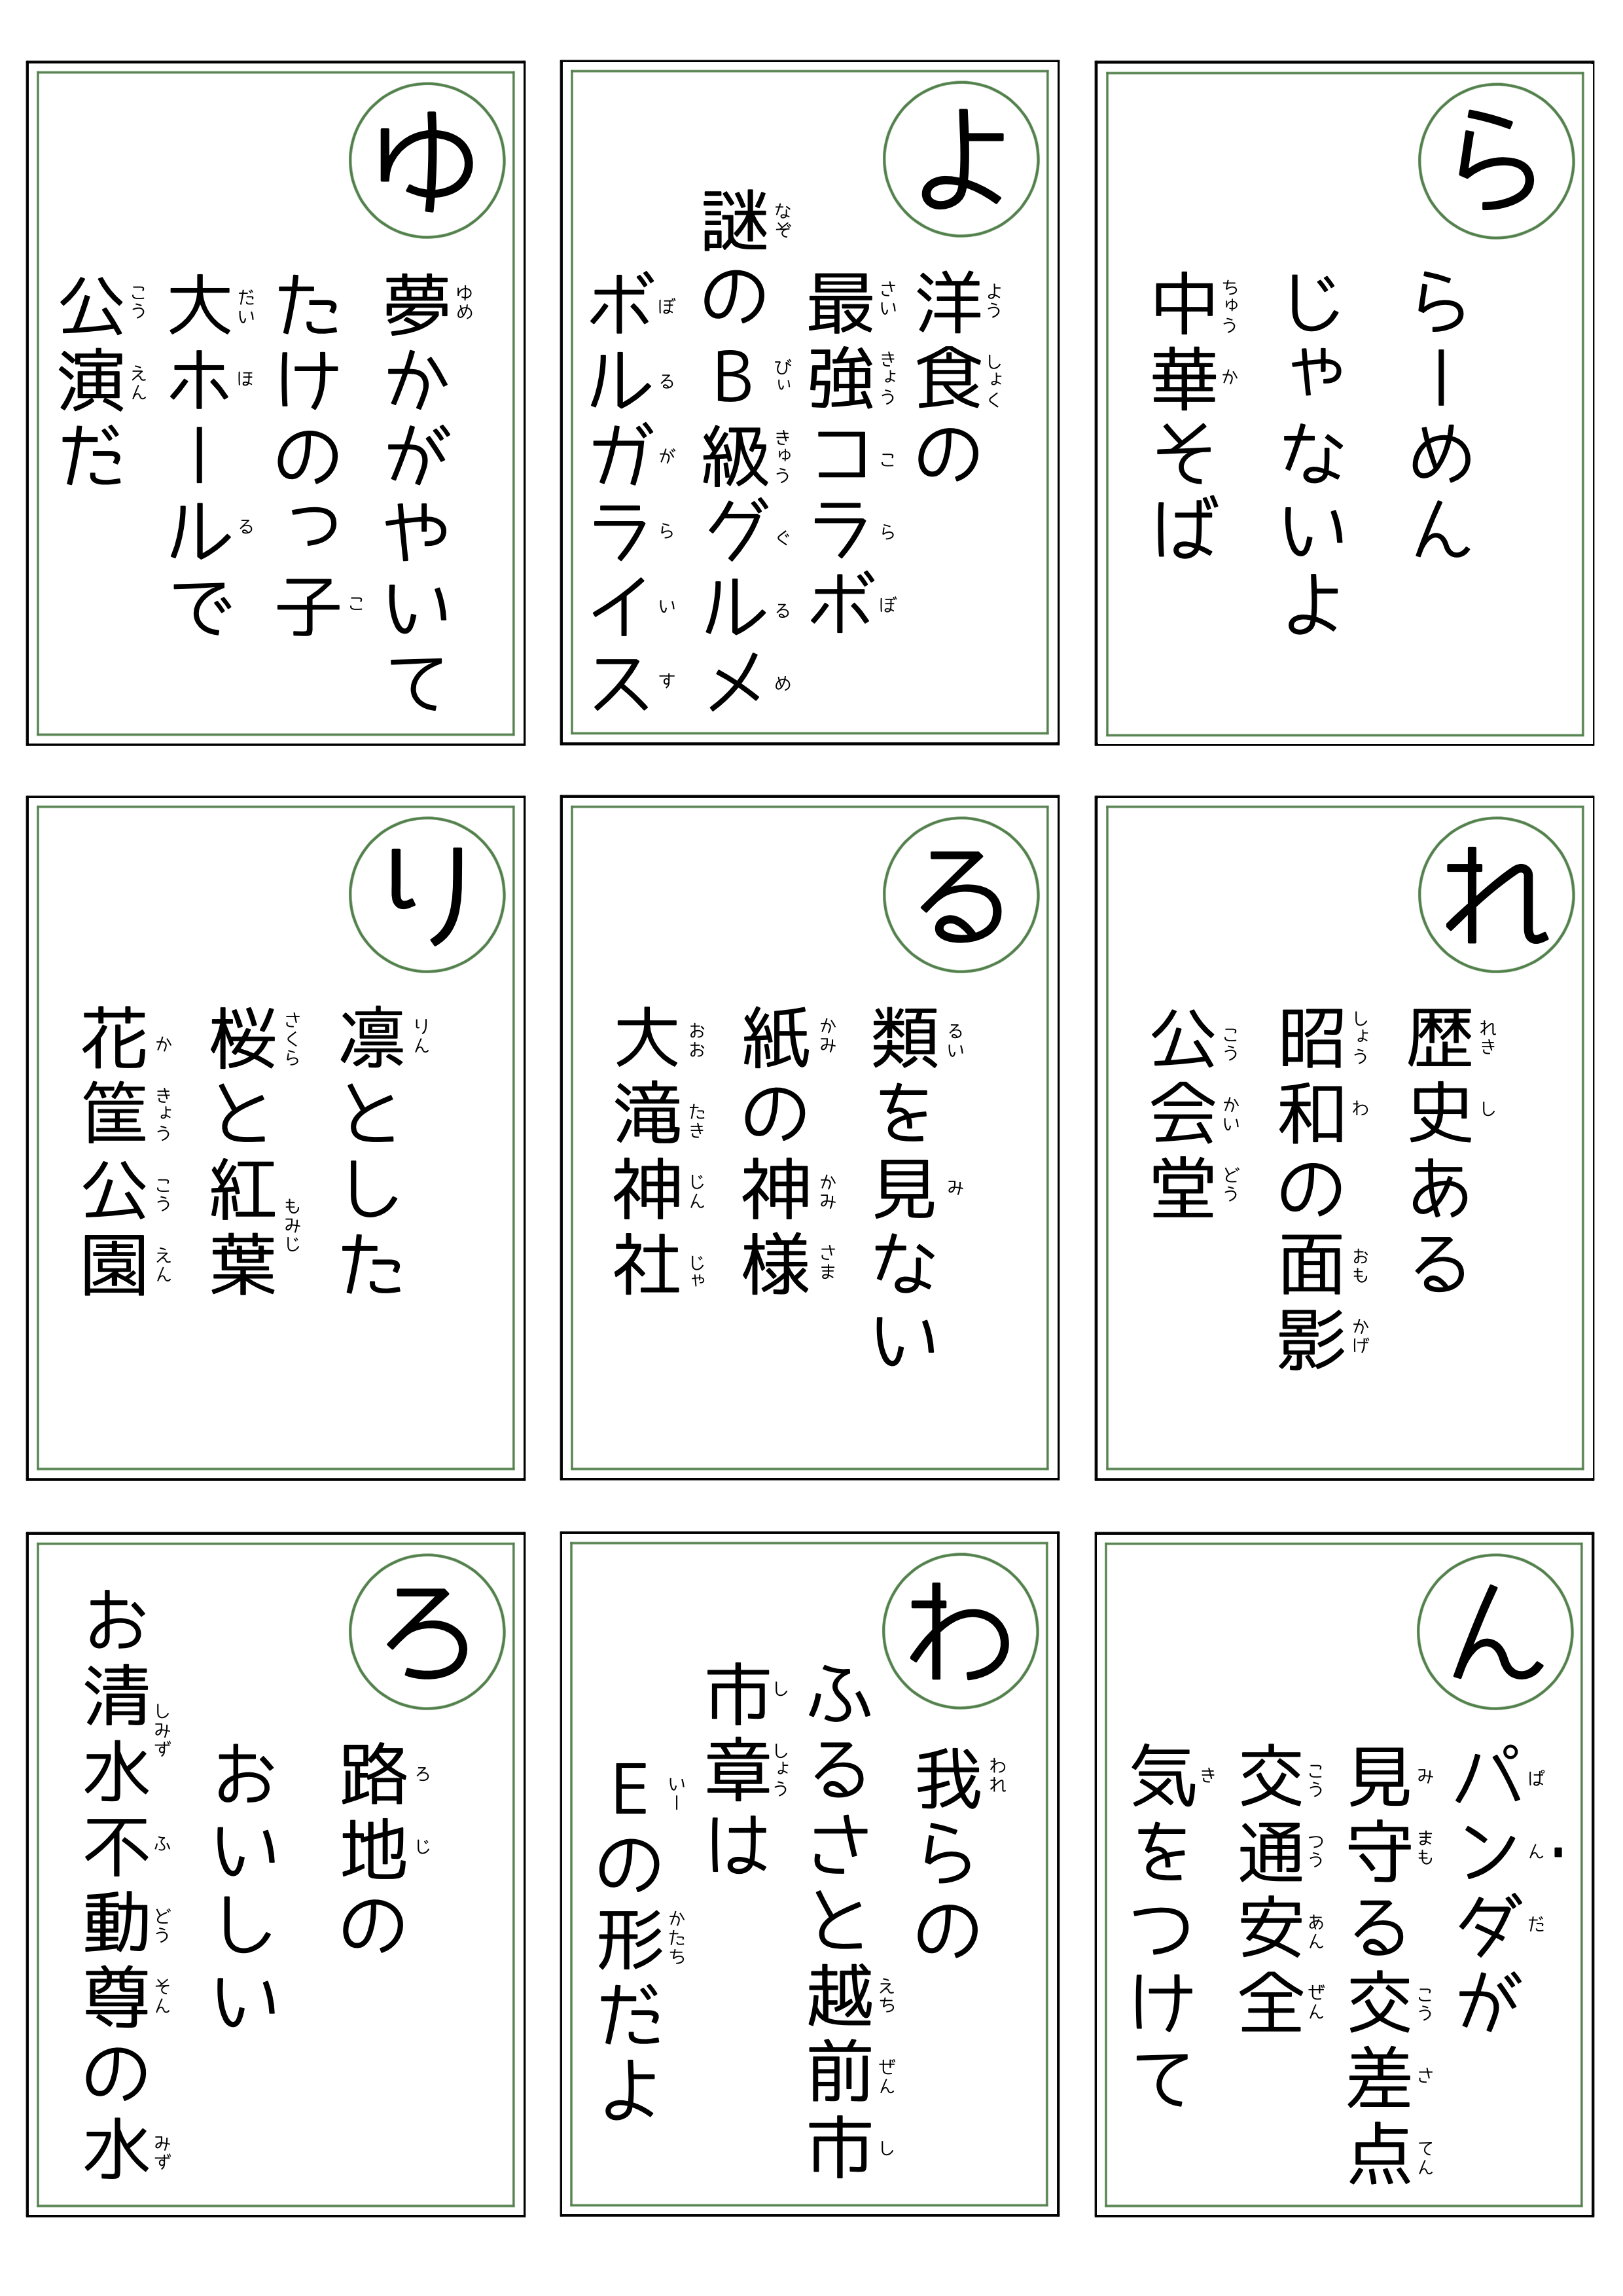 ゆ
夢かがやいて
たけのっ子
大ホールで
公演だ
よ
洋食の
最強コラボ
謎のB級グルメ
ボルガライス
ら
らーめん
じゃないよ
中華そば
り
凛とした
桜と紅葉
花筐公園
る
類を見ない
紙の神様
大滝神社
れ
歴史ある
昭和の面影
公会堂
ろ
路地の
おいしい
お清水不動尊の水
わ
我らの
ふるさと越前市
市章は
Eの形だよ
ん
パンダが
見守る交差点
交通安全
気をつけて